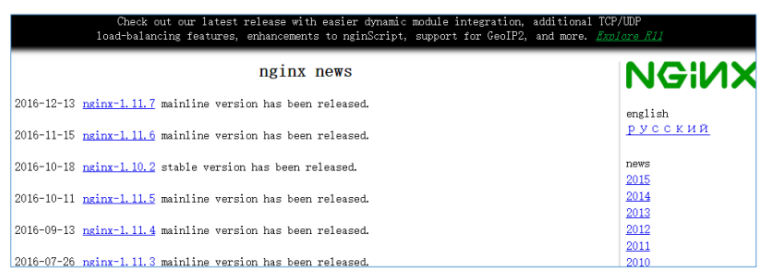 Check out our latest release with easier dynamic module integration, additional TCP/UDP
load-balancing features, enhancements to nginScript, support for GeoIP2, and more. Explore R11
nginx news
2016-12-13 nginx-1.11.7 mainline version has been released.
2016-11-15 nginx-1.11.6 mainline version has been released.
2016-10-18 nginx-1.10.2 stable version has been released.
2016-10-11 nginx-1.11.5 mainline version has been released.
2016-09-13 nginx-1.11.4 mainline version has been released.
2016-07-26 nginx-1.11.3 mainline version has been released.
NGiNX
english
русский
news
2015
2014
2013
2012
2011
2010